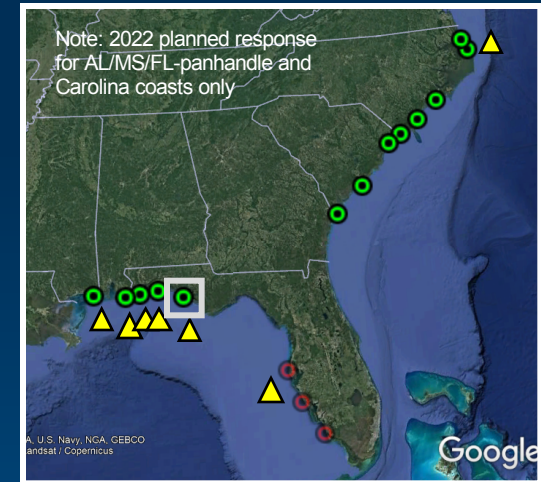 Note: 2022 planned response
for AL/MS/FL-panhandle and
Carolina coasts only
A, U.S. Navy, NGA, GEBCO
andsat / Copernicus
Google